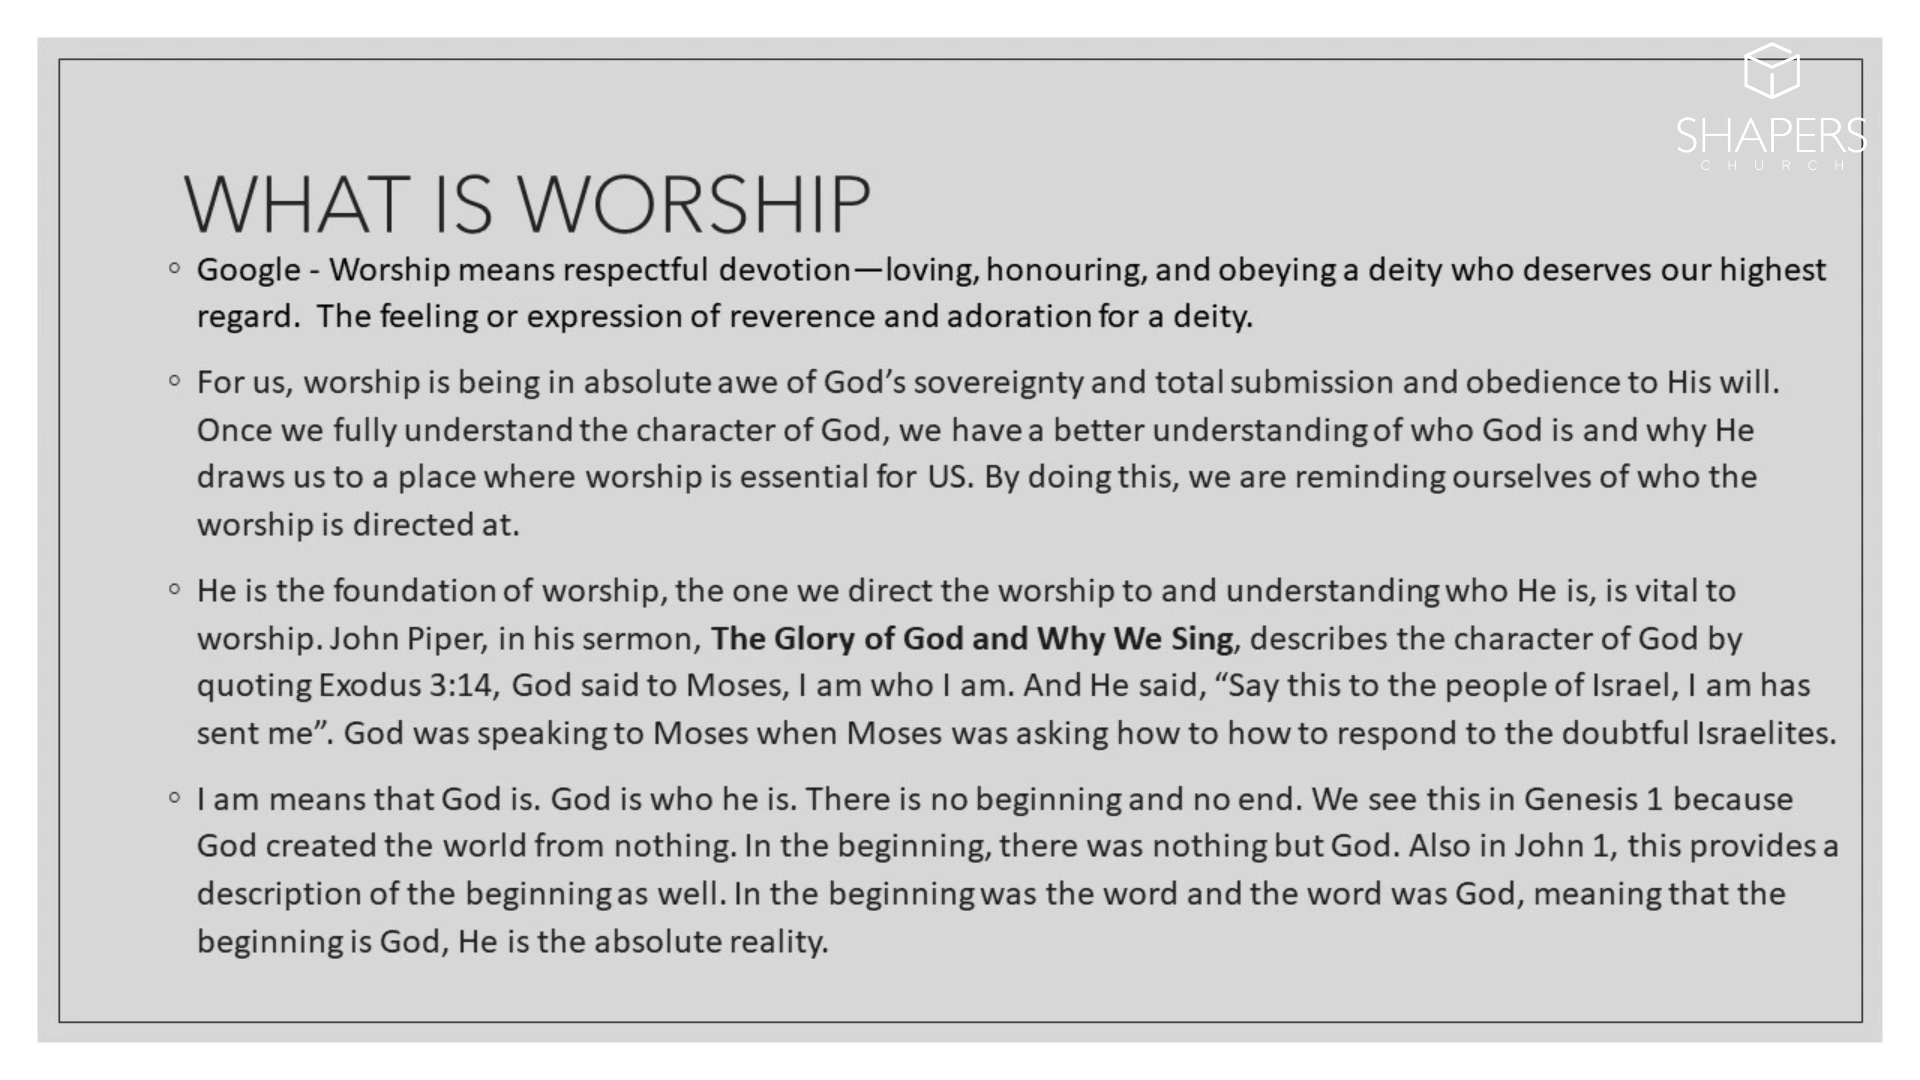 SHAPERS
CHURCH
WHAT IS WORSHIP
◦ Google - Worship means respectful devotion—loving, honouring, and obeying a deity who deserves our highest
regard. The feeling or expression of reverence and adoration for a deity.
◦ For us, worship is being in absolute awe of God's sovereignty and total submission and obedience to His will.
Once we fully understand the character of God, we have a better understanding of who God is and why He
draws us to a place where worship is essential for US. By doing this, we are reminding ourselves of who the
worship is directed at.
◦ He is the foundation of worship, the one we direct the worship to and understanding who He is, is vital to
worship. John Piper, in his sermon, The Glory of God and Why We Sing, describes the character of God by
quoting Exodus 3:14, God said to Moses, I am who I am. And He said, “Say this to the people of Israel, I am has
sent me”. God was speaking to Moses when Moses was asking how to how to respond to the doubtful Israelites.
◦ I am means that God is. God is who he is. There is no beginning and no end. We see this in Genesis 1 because
God created the world from nothing. In the beginning, there was nothing but God. Also in John 1, this provides a
description of the beginning as well. In the beginning was the word and the word was God, meaning that the
beginning is God, He is the absolute reality.